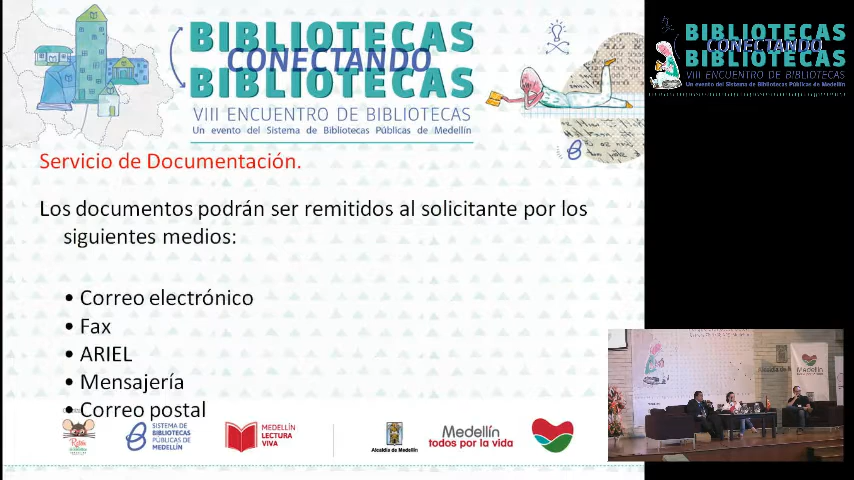 BIBLIOTECAS
CONECTANDO
BIBLIOTECAS
VIII ENCUENTRO DE BIBLIOTECAS
Un evento del Sistema de Bibliotecas Públicas de Medellín
Servicio de Documentación.
Los documentos podrán ser remitidos al solicitante por los
siguientes medios:
• Correo electrónico
• Fax
• ARIEL
• Mensajería
• Correo postal
SISTEMA DE
BIBLIOTECAS
PÚBLICAS DE
MEDELLÍN
MEDELLÍN
LECTURA
VIVA
Alcaldía de Medellín
Medellín
todos por la vida
BIBLIOTECAS
CONECTANDO
BIBLIOTECAS
VIII ENCUENTRO DE BIBLIOTECAS
Un evento del Sistema de Bibliotecas Públicas de Medellín
Medellín